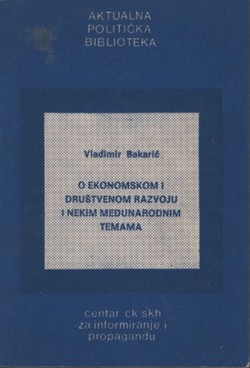 AKTUALNA
POLITIČKA
BIBLIOTEKA
Vladimir Bakarić
O EKONOMSKOM I
DRUŠTVENOM RAZVOJU
I NEKIM MEĐUNARODNIM
TEMAMA
centar ck skh
za informiranje i
propagandu